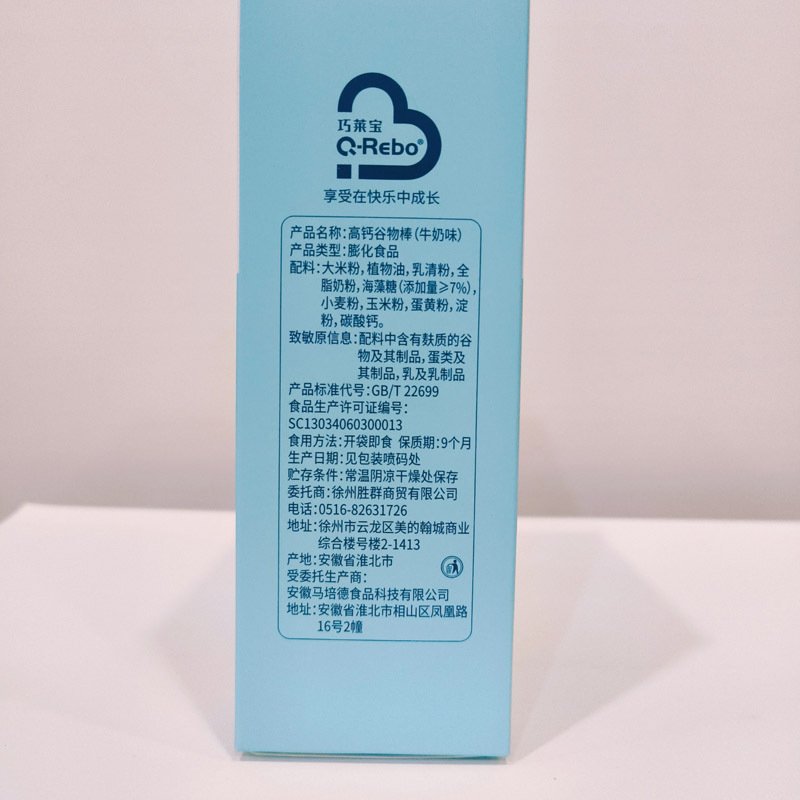 巧莱宝
Q-Rebo®
享受在快乐中成长
产品名称：高钙谷物棒（牛奶味）
产品类型：膨化食品
配料：大米粉，植物油，乳清粉，全
脂奶粉，海藻糖（添加量≥7%），
小麦粉，玉米粉，蛋黄粉，淀
粉，碳酸钙。
致敏原信息：配料中含有麸质的谷
物及其制品，蛋类及
其制品，乳及乳制品
产品标准代号：GB/T 22699
食品生产许可证编号：
SC13034060300013
食用方法：开袋即食 保质期：9个月
生产日期：见包装喷码处
贮存条件：常温阴凉干燥处保存
委托商：徐州胜群商贸有限公司
电话：0516-82631726
地址：徐州市云龙区美的翰城商业
综合楼号楼2-1413
产地：安徽省淮北市
受委托生产商：
安徽马培德食品科技有限公司
地址：安徽省淮北市相山区凤凰路
16号2幢